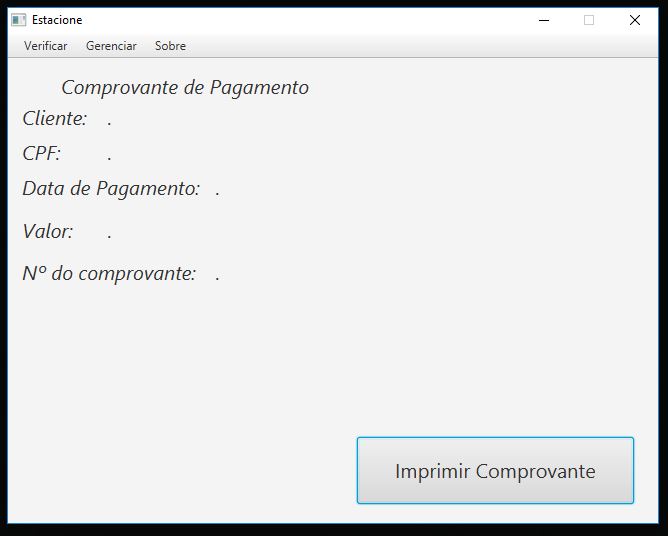 Estacione
Verificar Gerenciar Sobre
Comprovante de Pagamento
Cliente: .
CPF: .
Data de Pagamento: .
Valor: .
Nº do comprovante: .
Imprimir Comprovante